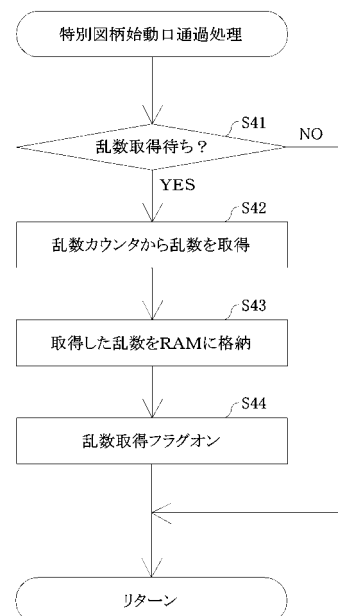 特別図柄始動口通過処理
S41
乱数取得待ち?
NO
YES
S42
乱数カウンタから乱数を取得
S43
取得した乱数をRAMに格納
S44
乱数取得フラグオン
リターン